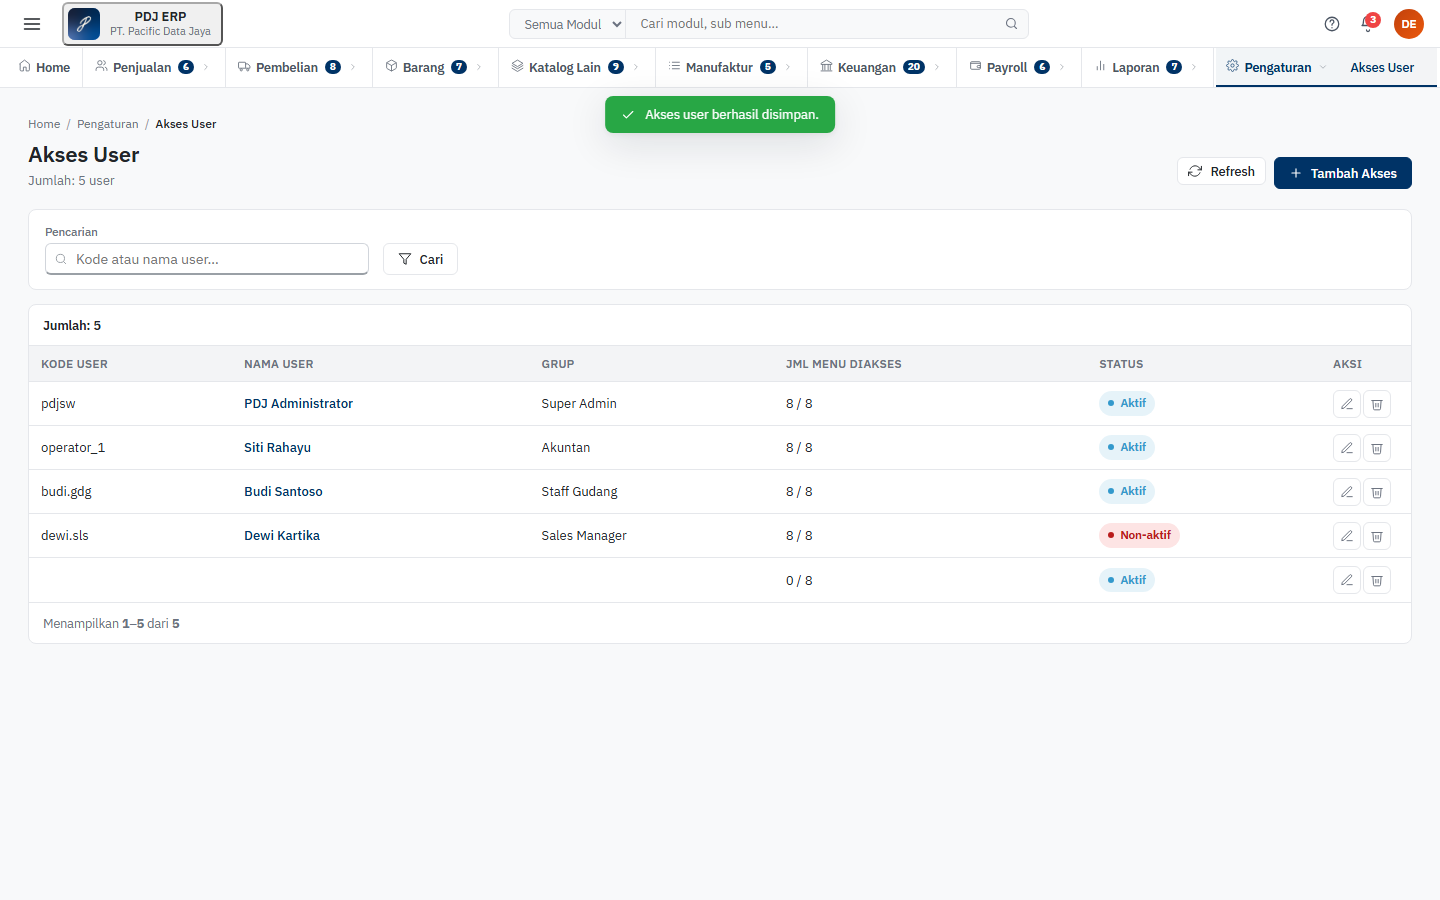 PDJ ERP
PT. Pacific Data Jaya
Semua Modul
Cari modul, sub menu...
3
DE
Home
Penjualan 6
Pembelian 8
Barang 7
Katalog Lain 9
Manufaktur 5
Keuangan 20
Payroll 6
Laporan 7
Pengaturan
Akses User
Akses user berhasil disimpan.
Home / Pengaturan / Akses User
Akses User
Jumlah: 5 user
Refresh
Tambah Akses
Pencarian
Kode atau nama user...
Cari
Jumlah: 5
KODE USER NAMA USER GRUP JML MENU DIAKSES STATUS AKSI
pdjsw PDJ Administrator Super Admin 8 / 8 Aktif
operator_1 Siti Rahayu Akuntan 8 / 8 Aktif
budi.gdg Budi Santoso Staff Gudang 8 / 8 Aktif
dewi.sls Dewi Kartika Sales Manager 8 / 8 Non-aktif
0 / 8 Aktif
Menampilkan 1–5 dari 5